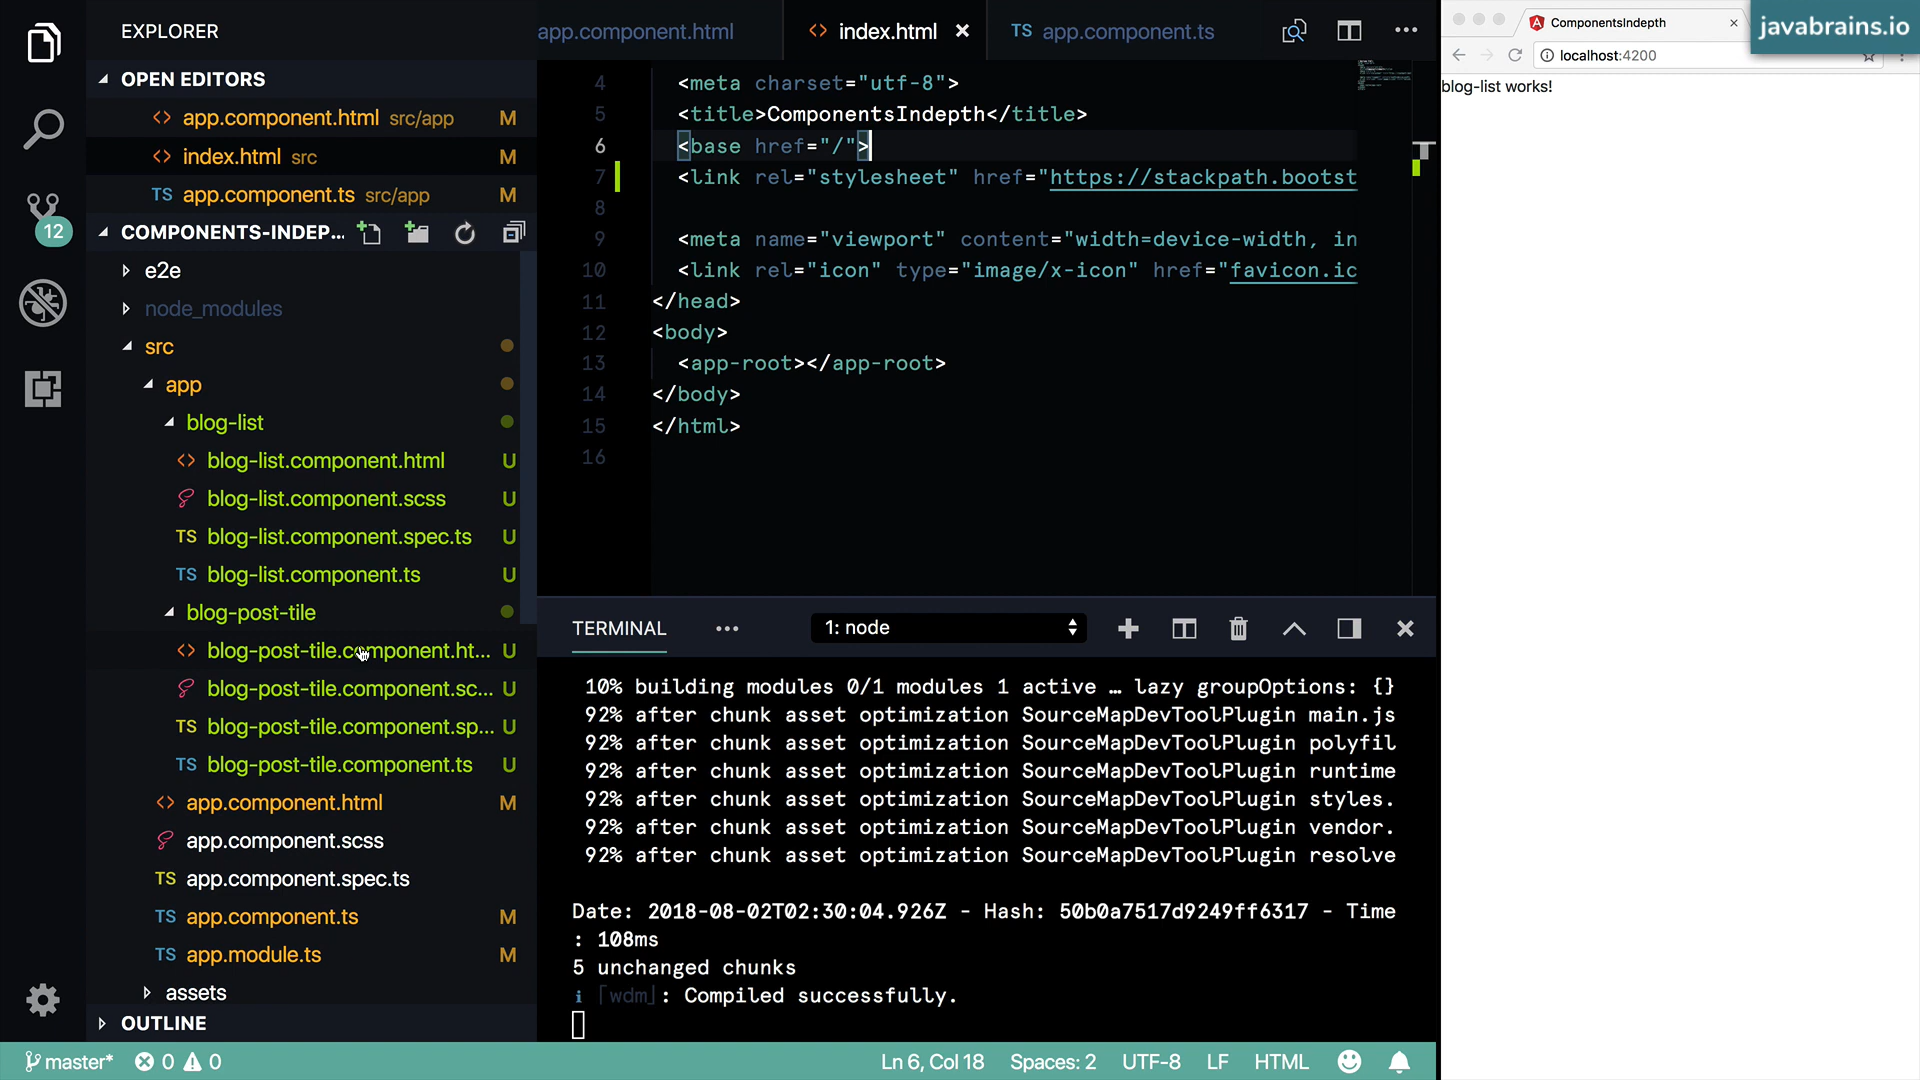 EXPLORER
OPEN EDITORS
<> app.component.html src/app M
<> index.html src M
TS app.component.ts src/app M
12
COMPONENTS-INDEP...
e2e
node_modules
src
app
blog-list
<> blog-list.component.html U
blog-list.component.scss U
TS blog-list.component.spec.ts U
TS blog-list.component.ts U
blog-post-tile
<> blog-post-tile.component.ht... U
blog-post-tile.component.sc... U
TS blog-post-tile.component.sp... U
TS blog-post-tile.component.ts U
<> app.component.html M
app.component.scss
TS app.component.spec.ts
TS app.component.ts M
TS app.module.ts M
assets
OUTLINE
app.component.html
<> index.html
TS app.component.ts
4 <meta charset="utf-8">
5 <title>ComponentsIndepth</title>
6 <base href="/">
7 <link rel="stylesheet" href="https://stackpath.bootst
8
9 <meta name="viewport" content="width=device-width, in
10 <link rel="icon" type="image/x-icon" href="favicon.ic
11 </head>
12 <body>
13 <app-root></app-root>
14 </body>
15 </html>
16
TERMINAL
1: node
10% building modules 0/1 modules 1 active … lazy groupOptions: {}
92% after chunk asset optimization SourceMapDevToolPlugin main.js
92% after chunk asset optimization SourceMapDevToolPlugin polyfil
92% after chunk asset optimization SourceMapDevToolPlugin runtime
92% after chunk asset optimization SourceMapDevToolPlugin styles.
92% after chunk asset optimization SourceMapDevToolPlugin vendor.
92% after chunk asset optimization SourceMapDevToolPlugin resolve
Date: 2018-08-02T02:30:04.926Z - Hash: 50b0a7517d9249ff6317 - Time
: 108ms
5 unchanged chunks
i ｢wdm｣: Compiled successfully.
master* 0 0
Ln 6, Col 18 Spaces: 2 UTF-8 LF HTML
ComponentsIndepth
javabrains.io
localhost:4200
blog-list works!